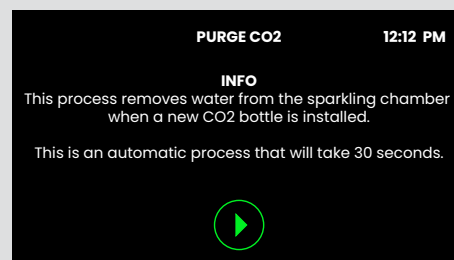 PURGE CO2 12:12 PM
INFO
This process removes water from the sparkling chamber
when a new CO2 bottle is installed.
This is an automatic process that will take 30 seconds.